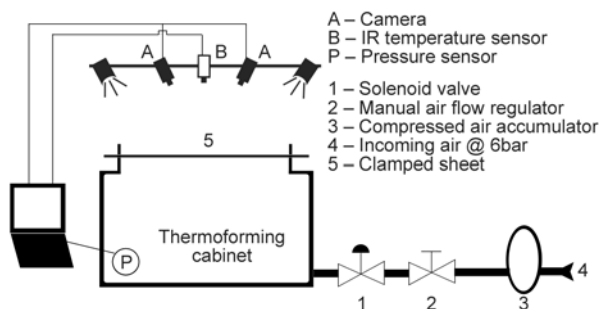 A – Camera
B – IR temperature sensor
P – Pressure sensor
1 – Solenoid valve
2 – Manual air flow regulator
3 – Compressed air accumulator
4 – Incoming air @ 6bar
5 – Clamped sheet
A
B
A
5
Thermoforming
cabinet
P
4
1
2
3